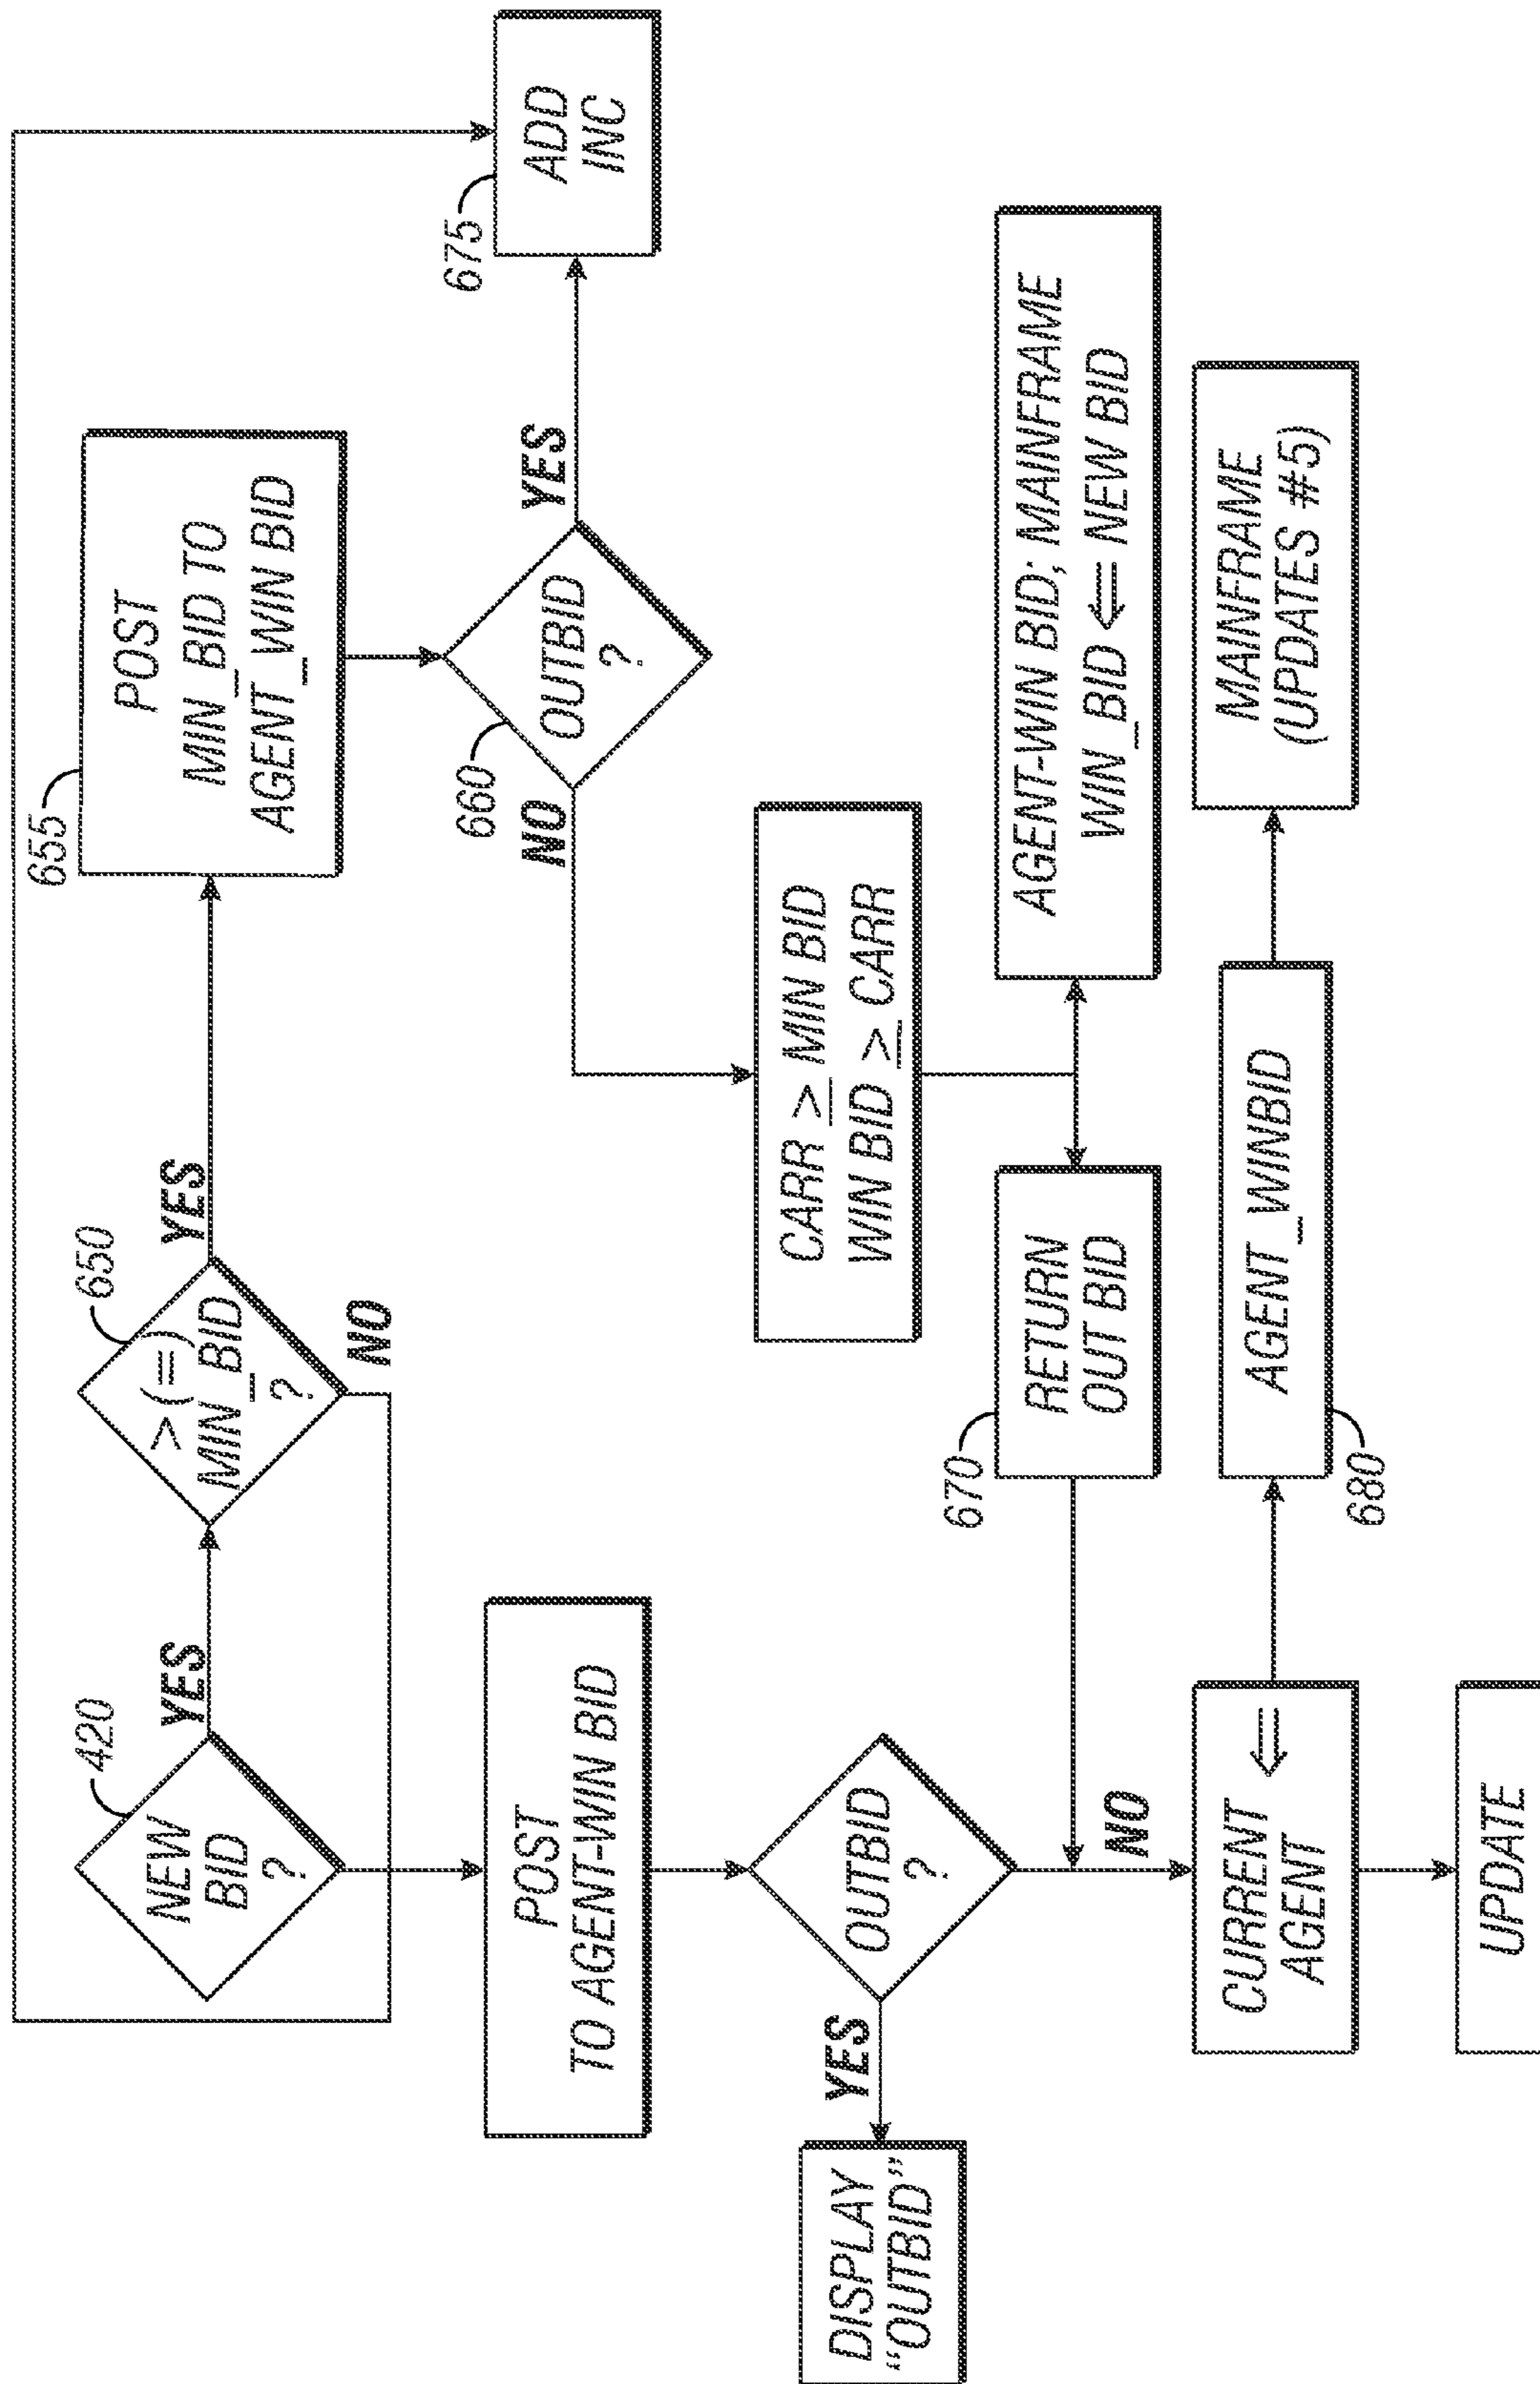 NEW
BID
?
420
YES
>(=)
MIN_BID
?
650
YES
NO
POST
MIN_BID TO
AGENT_WIN BID
655
OUTBID
?
660
YES
NO
ADD
INC
675
POST
TO AGENT-WIN BID
OUTBID
?
YES
NO
DISPLAY
"OUTBID"
CARR ≥ MIN BID
WIN BID ≥ CARR
RETURN
OUT BID
670
AGENT-WIN BID; MAINFRAME
WIN_BID ⇐ NEW BID
CURRENT ⇐
AGENT
AGENT_WINBID
680
MAINFRAME
(UPDATES #5)
UPDATE